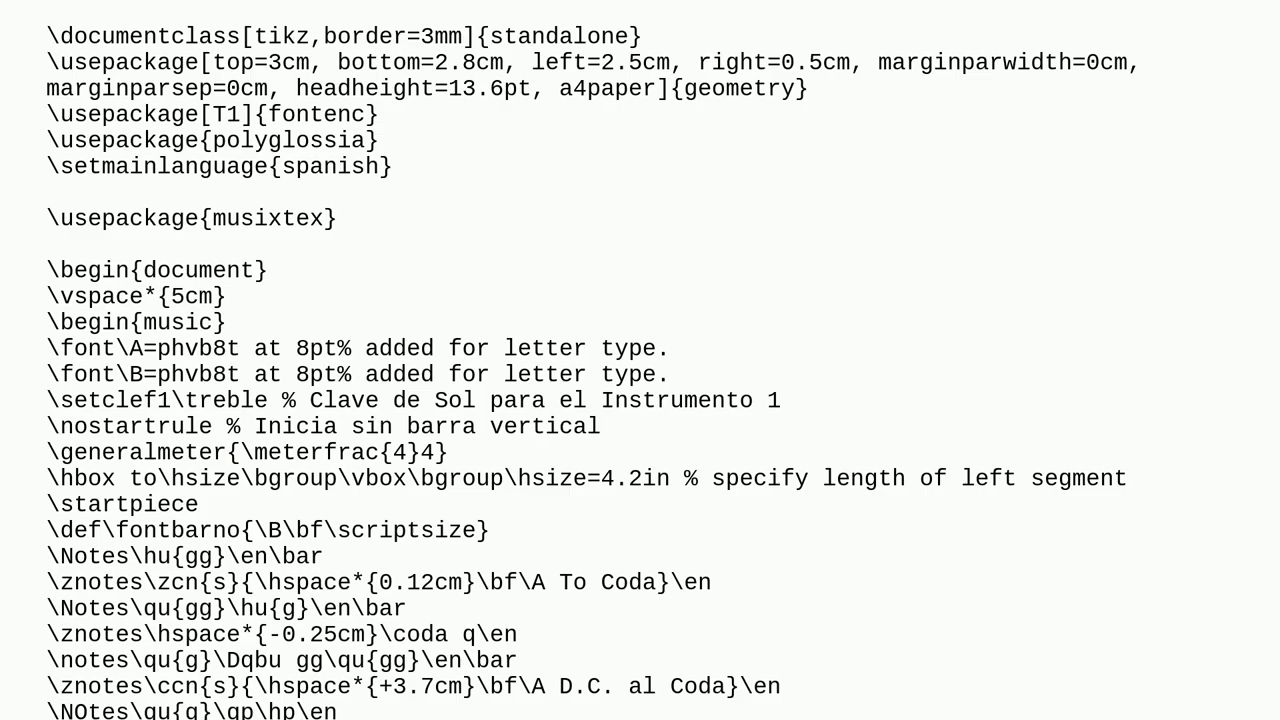 \documentclass[tikz,border=3mm]{standalone}
\usepackage[top=3cm, bottom=2.8cm, left=2.5cm, right=0.5cm, marginparwidth=0cm,
marginparsep=0cm, headheight=13.6pt, a4paper]{geometry}
\usepackage[T1]{fontenc}
\usepackage{polyglossia}
\setmainlanguage{spanish}

\usepackage{musixtex}

\begin{document}
\vspace*{5cm}
\begin{music}
\font\A=phvb8t at 8pt% added for letter type.
\font\B=phvb8t at 8pt% added for letter type.
\setclef1\treble % Clave de Sol para el Instrumento 1
\nostartrule % Inicia sin barra vertical
\generalmeter{\meterfrac{4}4}
\hbox to\hsize\bgroup\vbox\bgroup\hsize=4.2in % specify length of left segment
\startpiece
\def\fontbarno{\B\bf\scriptsize}
\Notes\hu{gg}\en\bar
\znotes\zcn{s}{\hspace*{0.12cm}\bf\A To Coda}\en
\Notes\qu{gg}\hu{g}\en\bar
\znotes\hspace*{-0.25cm}\coda q\en
\notes\qu{g}\Dqbu gg\qu{gg}\en\bar
\znotes\ccn{s}{\hspace*{+3.7cm}\bf\A D.C. al Coda}\en
\NOtes\qu{g}\qp\hp\en